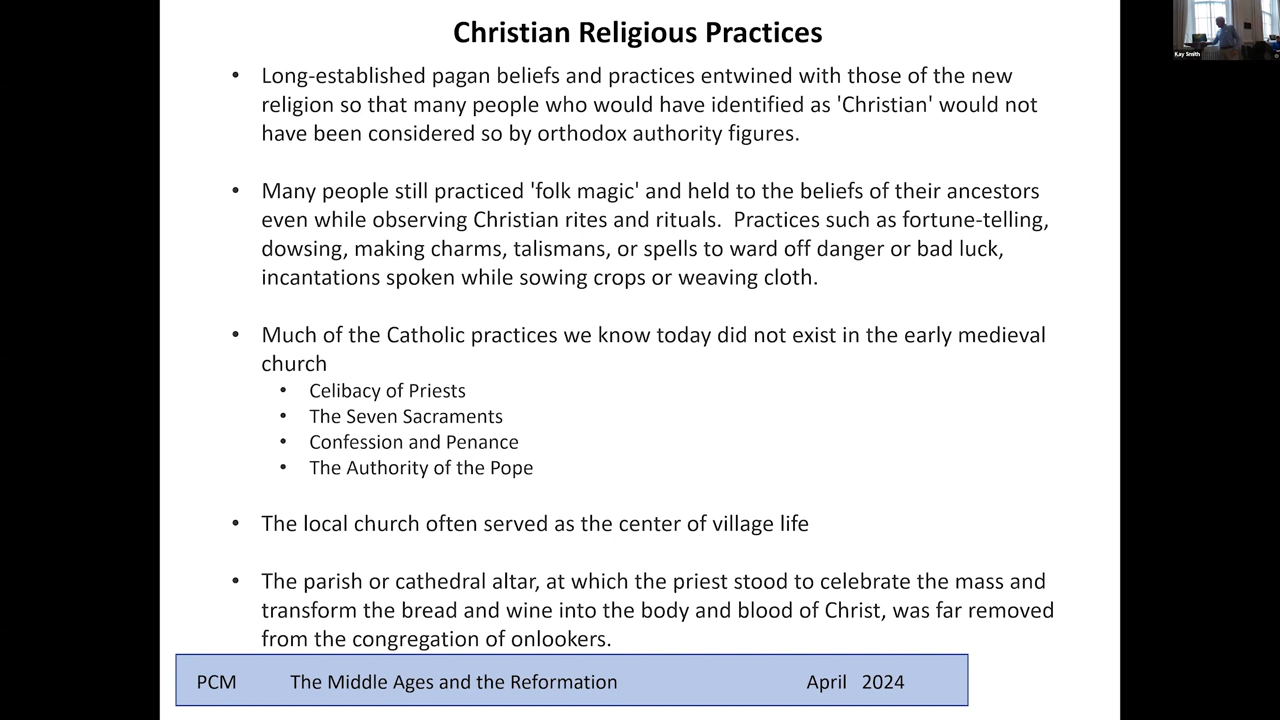 Christian Religious Practices
• Long-established pagan beliefs and practices entwined with those of the new
religion so that many people who would have identified as 'Christian' would not
have been considered so by orthodox authority figures.
• Many people still practiced 'folk magic' and held to the beliefs of their ancestors
even while observing Christian rites and rituals.  Practices such as fortune-telling,
dowsing, making charms, talismans, or spells to ward off danger or bad luck,
incantations spoken while sowing crops or weaving cloth.
• Much of the Catholic practices we know today did not exist in the early medieval
church
• Celibacy of Priests
• The Seven Sacraments
• Confession and Penance
• The Authority of the Pope
• The local church often served as the center of village life
• The parish or cathedral altar, at which the priest stood to celebrate the mass and
transform the bread and wine into the body and blood of Christ, was far removed
from the congregation of onlookers.
PCM The Middle Ages and the Reformation April 2024
Kay Smith